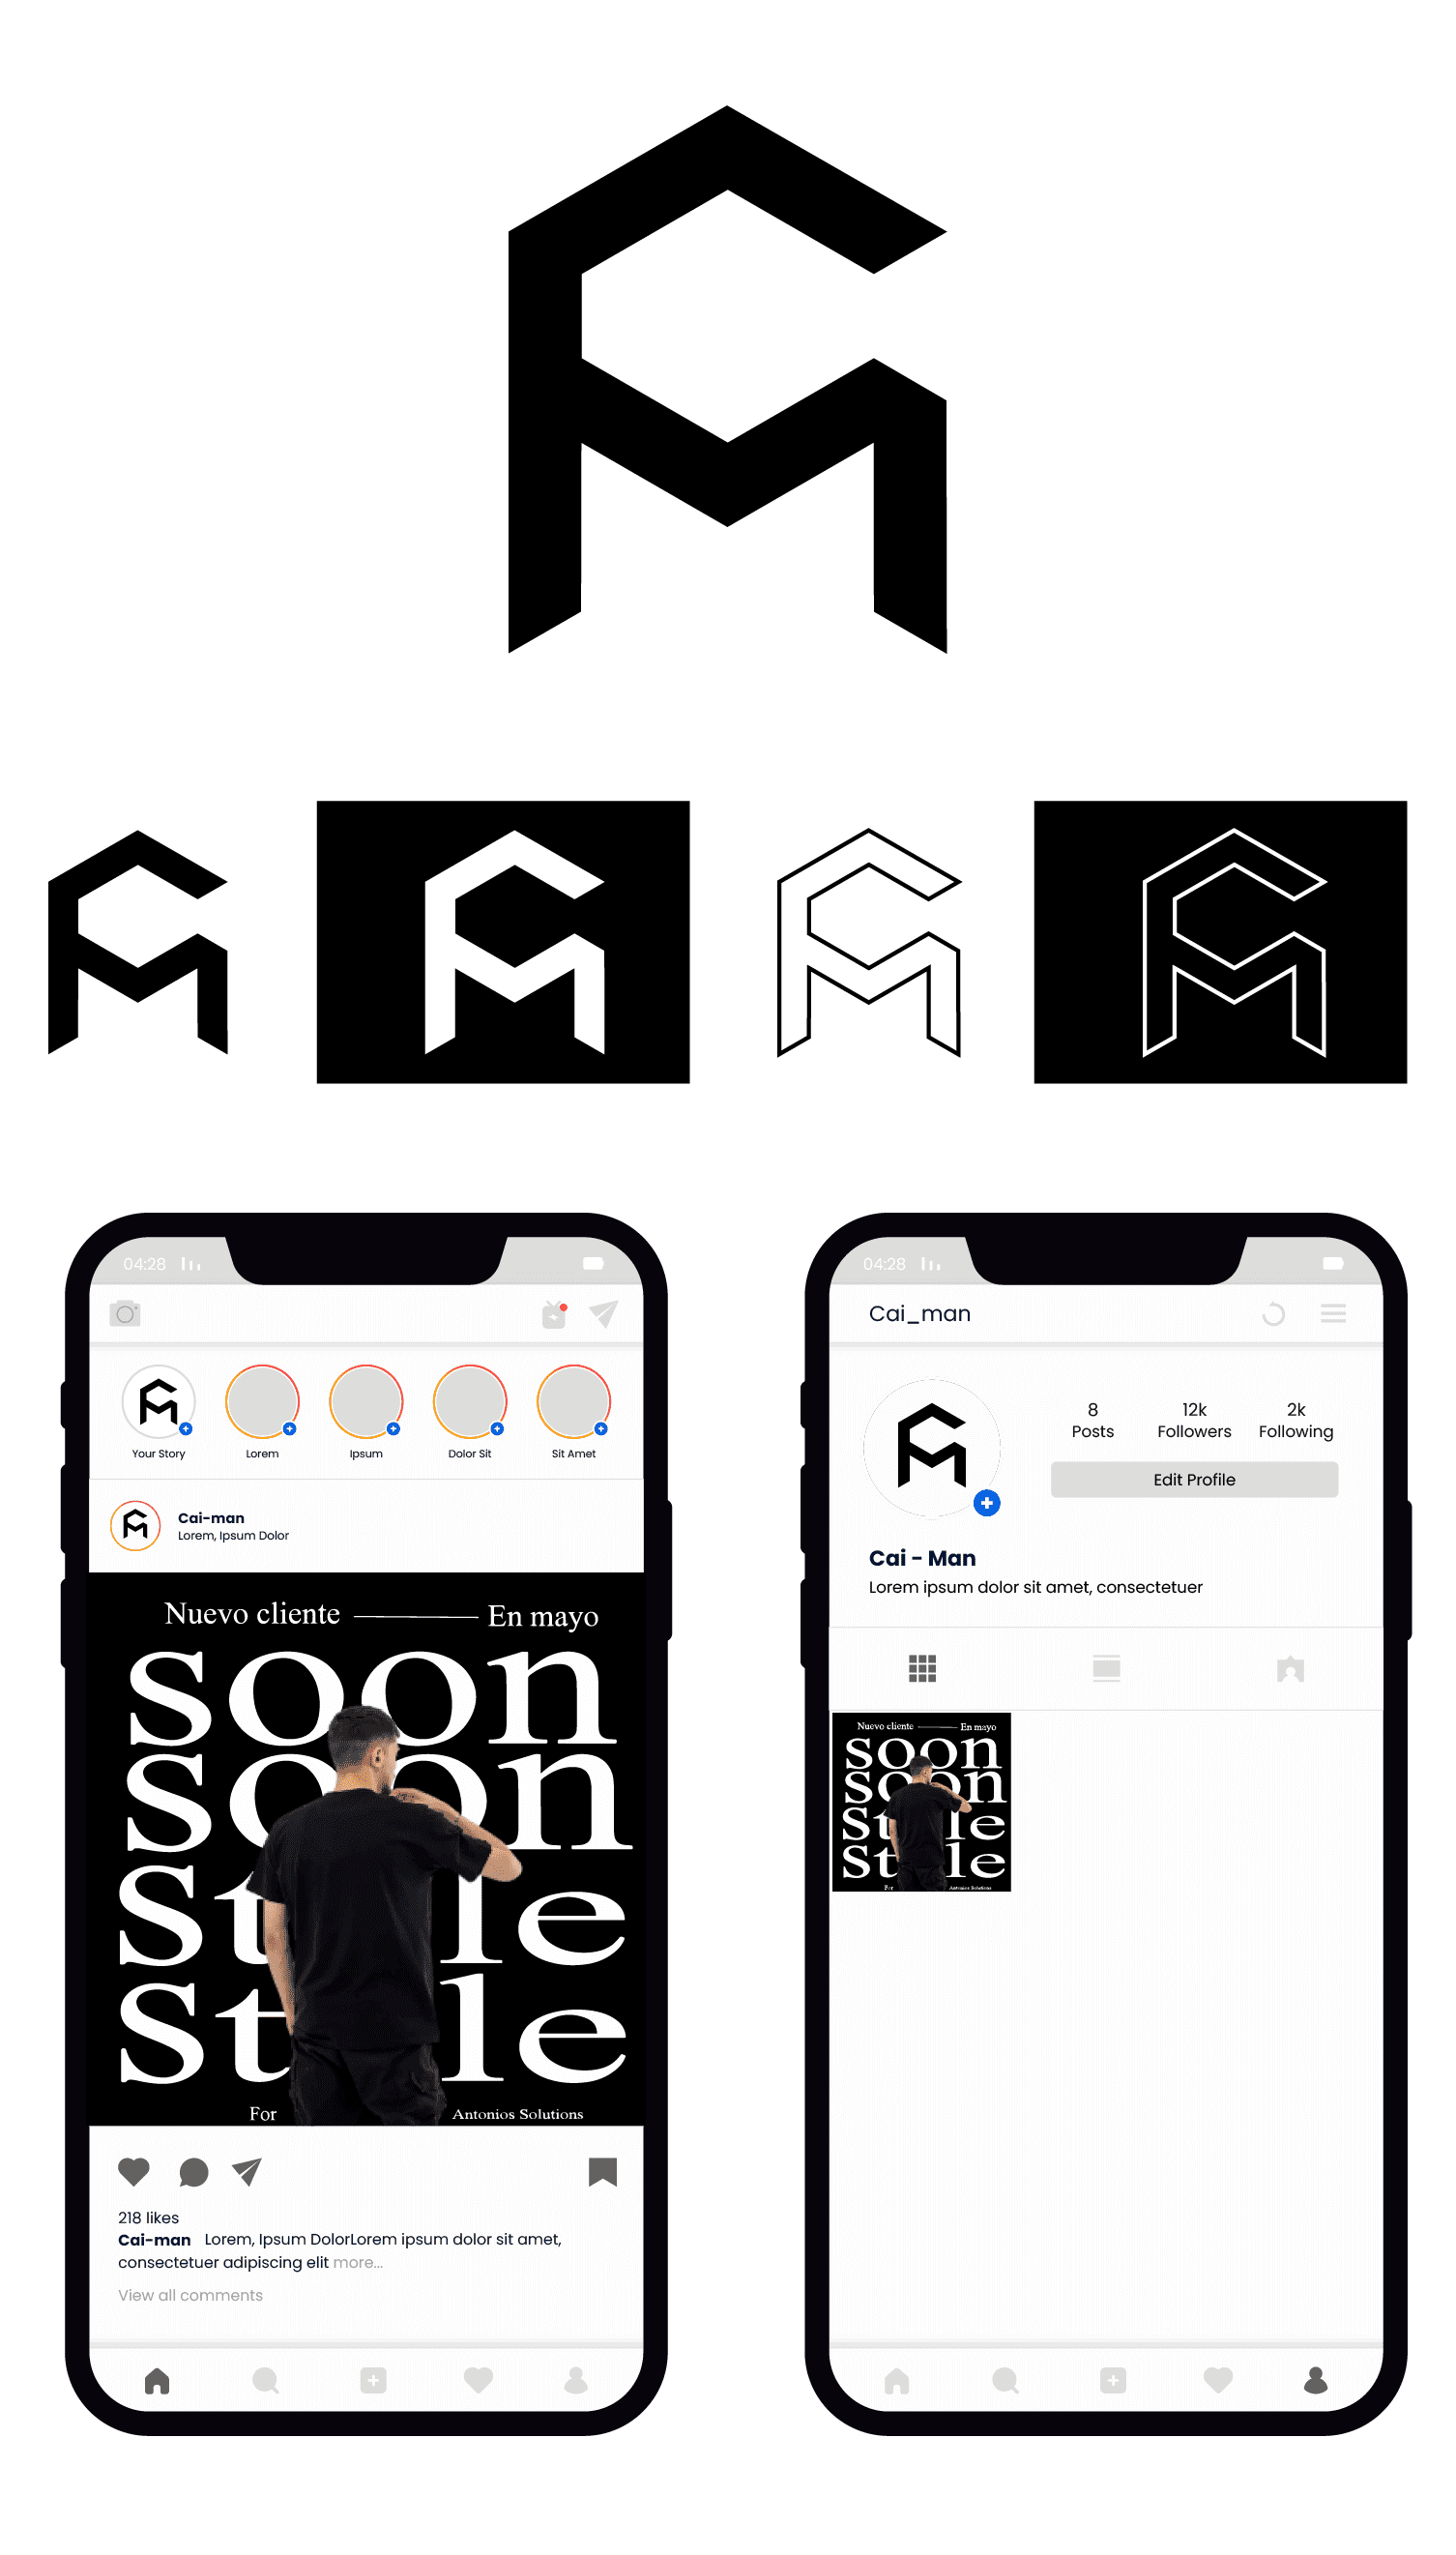 04:28
Your Story
Lorem
Ipsum
Dolor Sit
Sit Amet
Cai-man
Lorem, Ipsum Dolor
Nuevo cliente
En mayo
soon
soon
St le
St le
For
Antonios Solutions
218 likes
Cai-man Lorem, Ipsum DolorLorem ipsum dolor sit amet,
consectetuer adipiscing elit more...
View all comments
04:28
Cai_man
8
Posts
12k
Followers
2k
Following
Edit Profile
Cai - Man
Lorem ipsum dolor sit amet, consectetuer
Nuevo cliente
En mayo
soon
soon
St le
St le
For
Antonios Solutions